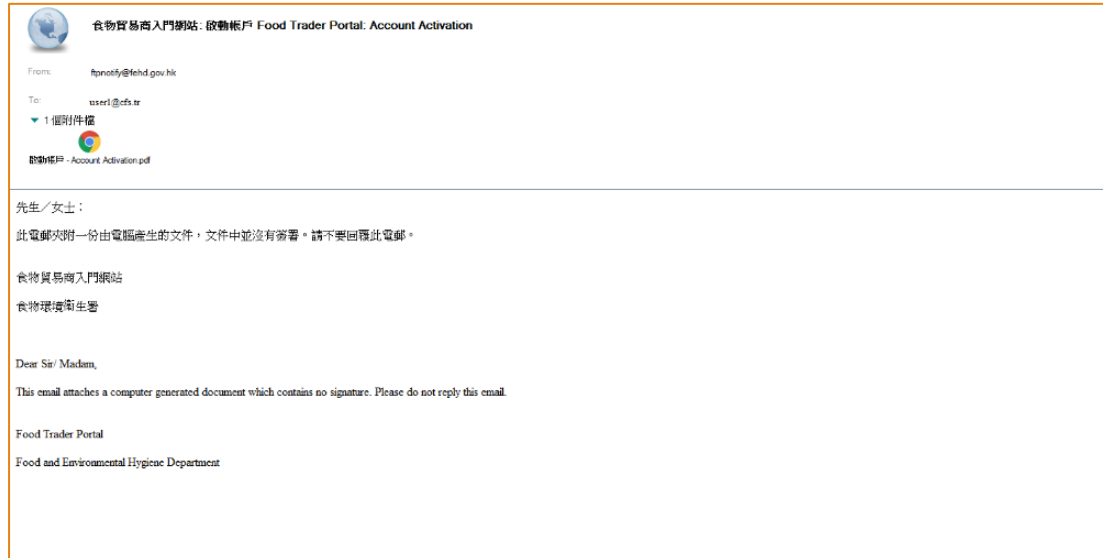 食物貿易商入門網站: 啟動帳戶 Food Trader Portal: Account Activation
From: ftpnotify@fehd.gov.hk
To: user1@cfs.tr
1 個附件檔
啟動帳戶 - Account Activation.pdf
先生／女士：
此電郵夾附一份由電腦產生的文件，文件中並沒有簽署。請不要回覆此電郵。
食物貿易商入門網站
食物環境衞生署
Dear Sir/ Madam,
This email attaches a computer generated document which contains no signature. Please do not reply this email.
Food Trader Portal
Food and Environmental Hygiene Department